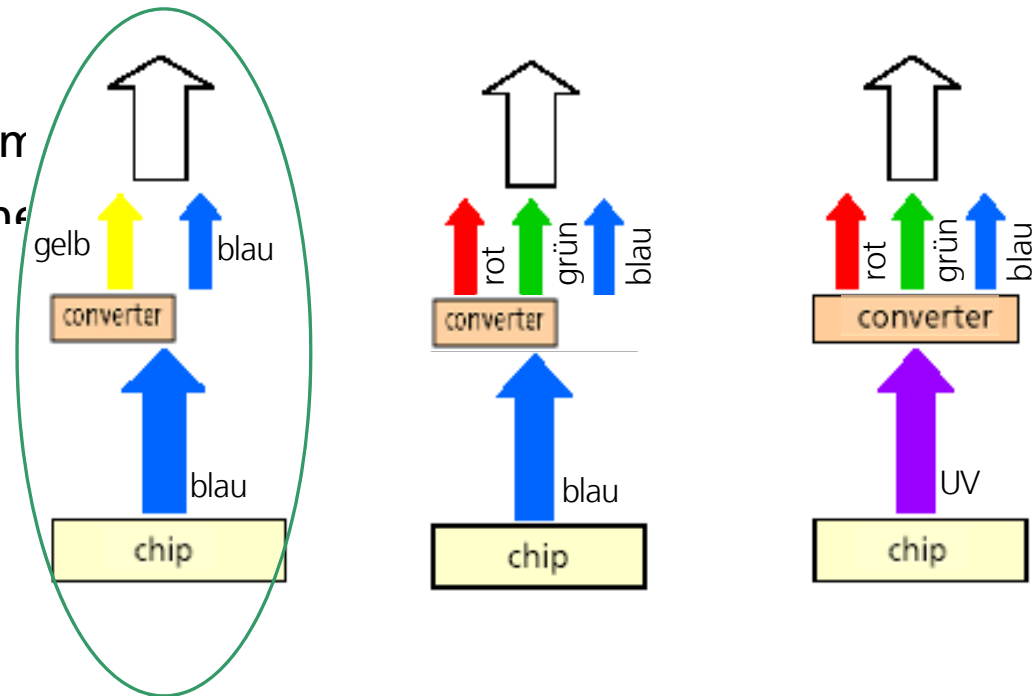 gelb
blau
converter
blau
chip
rot
grün
blau
converter
blau
chip
rot
grün
blau
converter
UV
chip